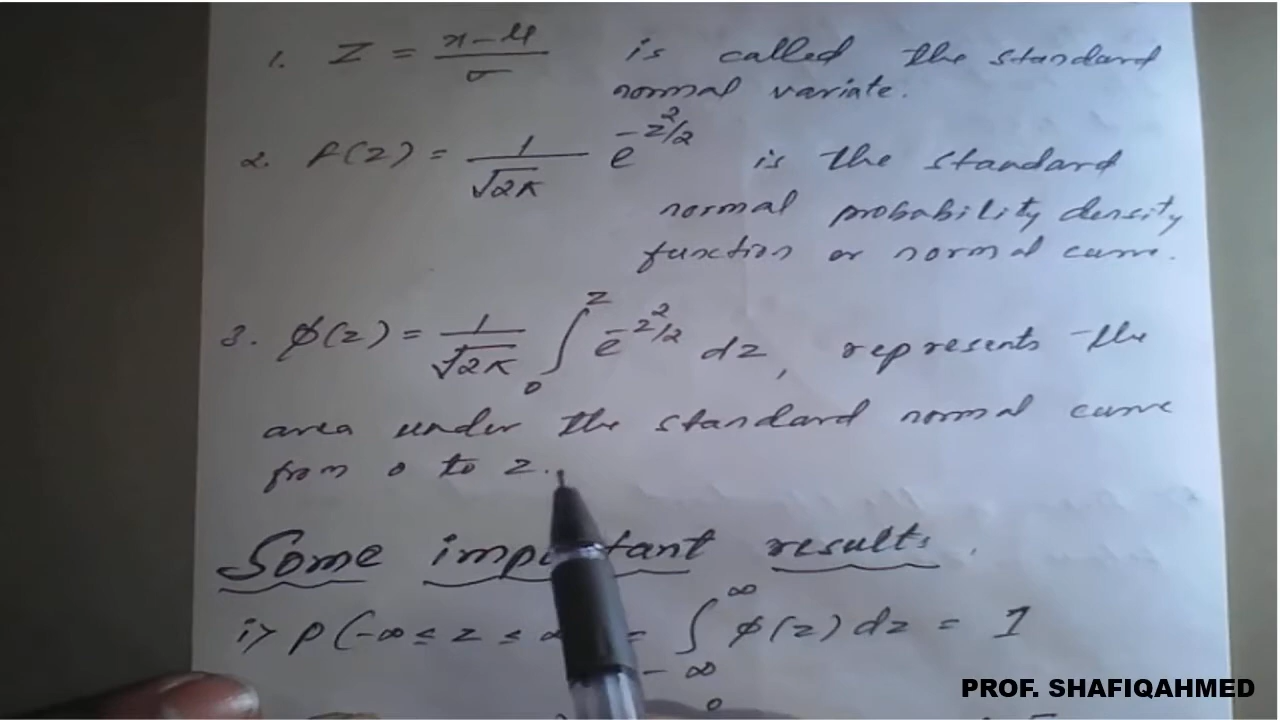 1. Z = x-μ/σ is called the standard
normal variate.
2. F(z) = 1/√2π e^-z²/2 is the standard
normal probability density
function or normal curve.
3. φ(z) = 1/√2π ∫₀^z e^-z²/2 dz, represents the
area under the standard normal curve
from 0 to z.
Some important results.
i> P(-∞ ≤ z ≤ = ∫_-∞^∞ φ(z) dz = 1
0
PROF. SHAFIQAHMED